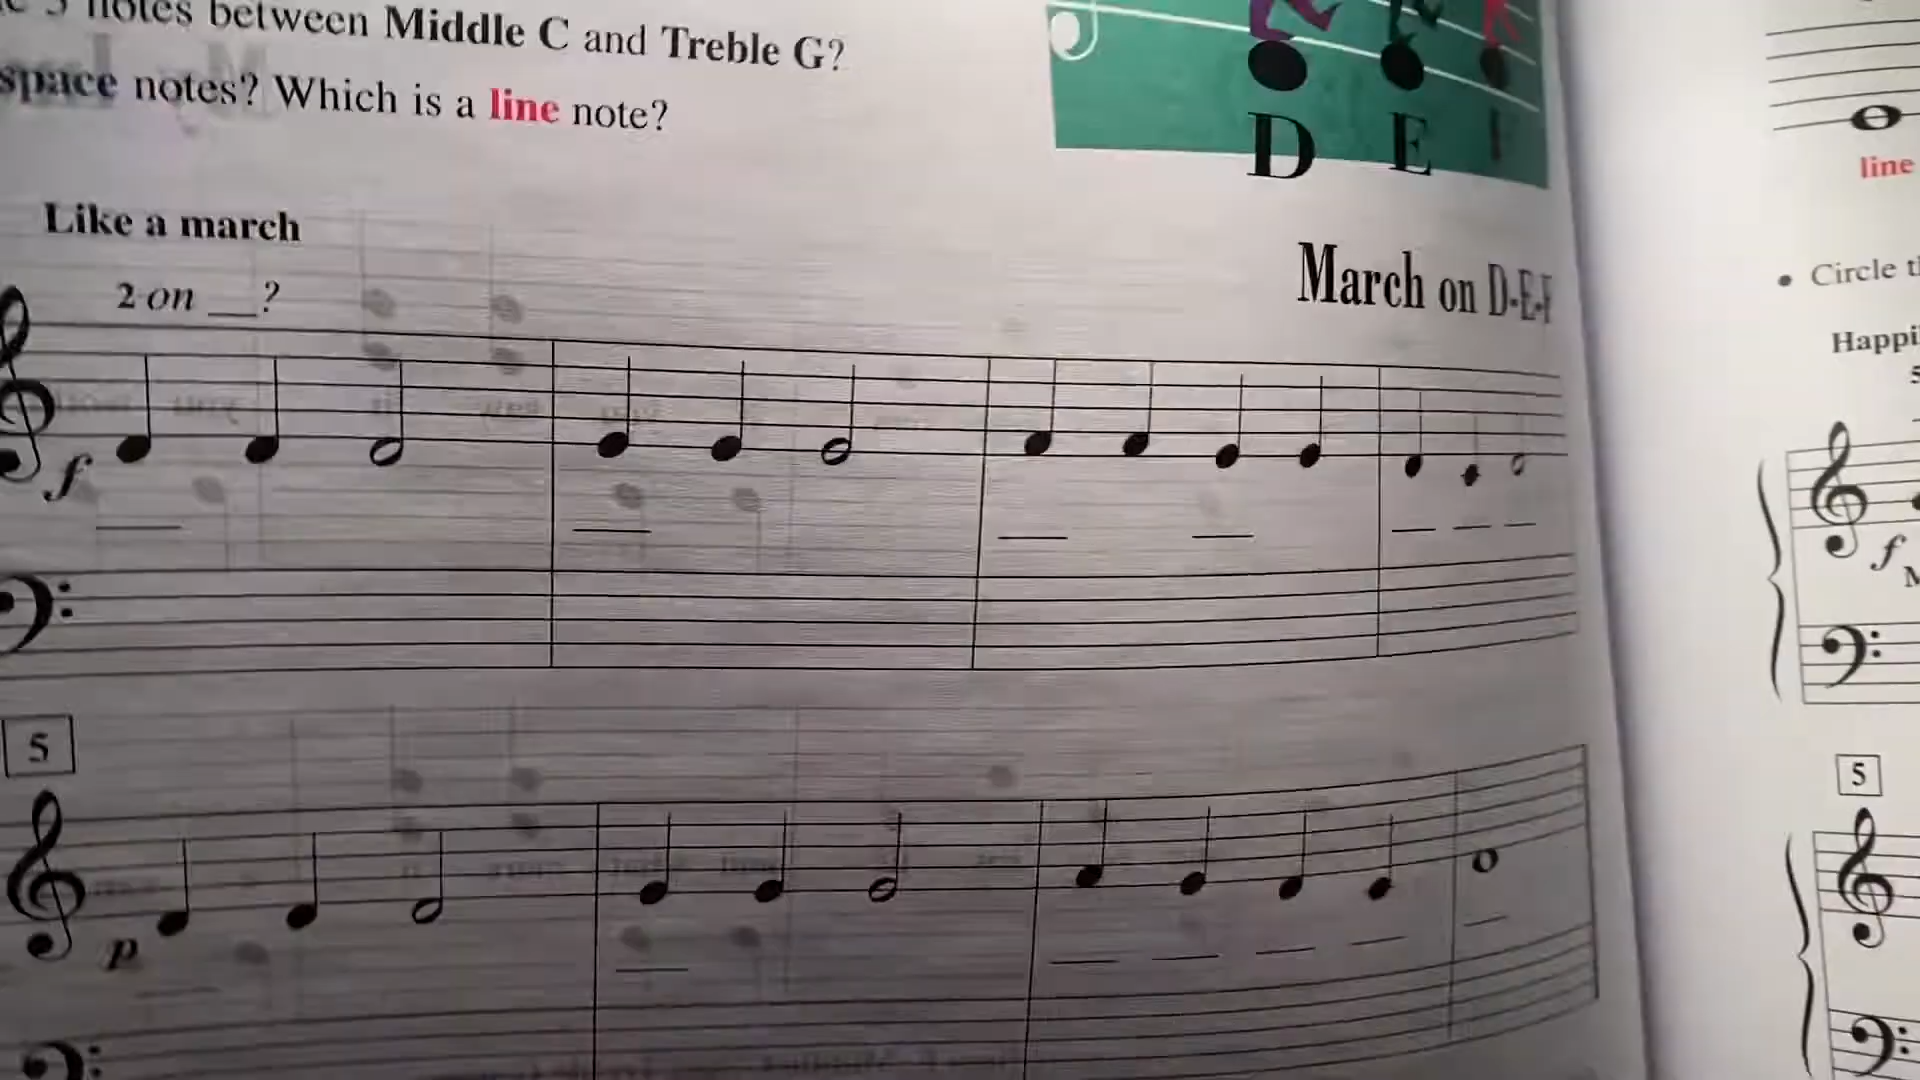 3 notes between Middle C and Treble G?
space notes? Which is a line note?
D E
Like a march
March on D-E-F
2 on __?
f
5
p
line
• Circle
f
5